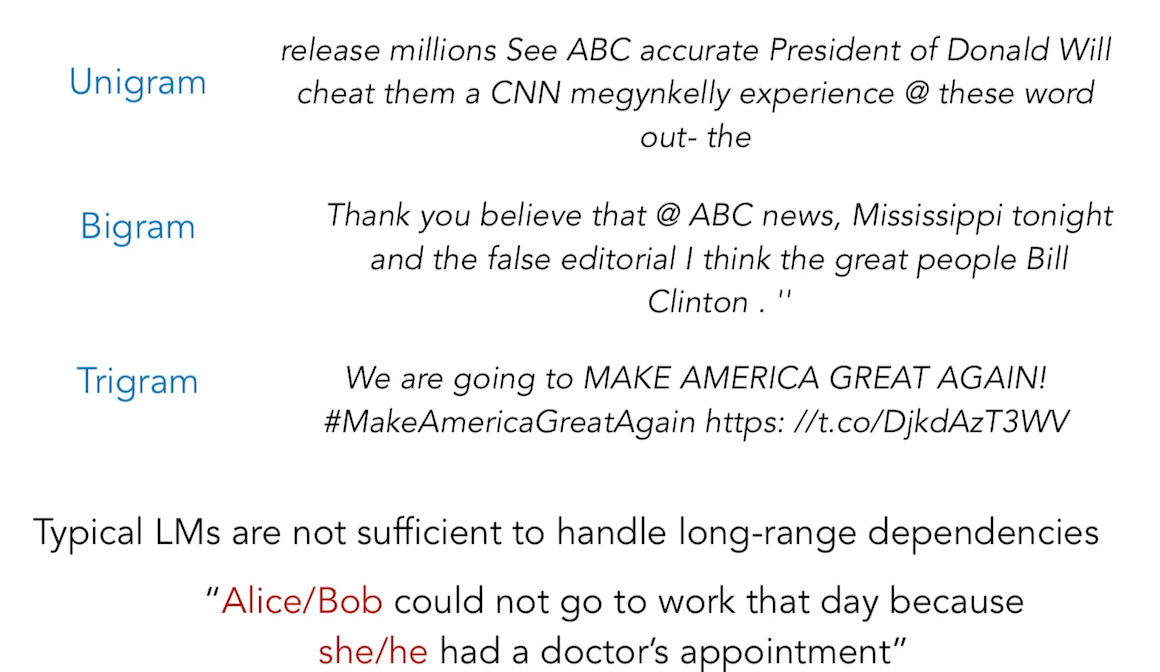 Unigram
release millions See ABC accurate President of Donald Will
cheat them a CNN megynkelly experience @ these word
out- the
Bigram
Thank you believe that @ ABC news, Mississippi tonight
and the false editorial I think the great people Bill
Clinton . ''
Trigram
We are going to MAKE AMERICA GREAT AGAIN!
#MakeAmericaGreatAgain https: //t.co/DjkdAzT3WV
Typical LMs are not sufficient to handle long-range dependencies
“Alice/Bob could not go to work that day because
she/he had a doctor’s appointment”